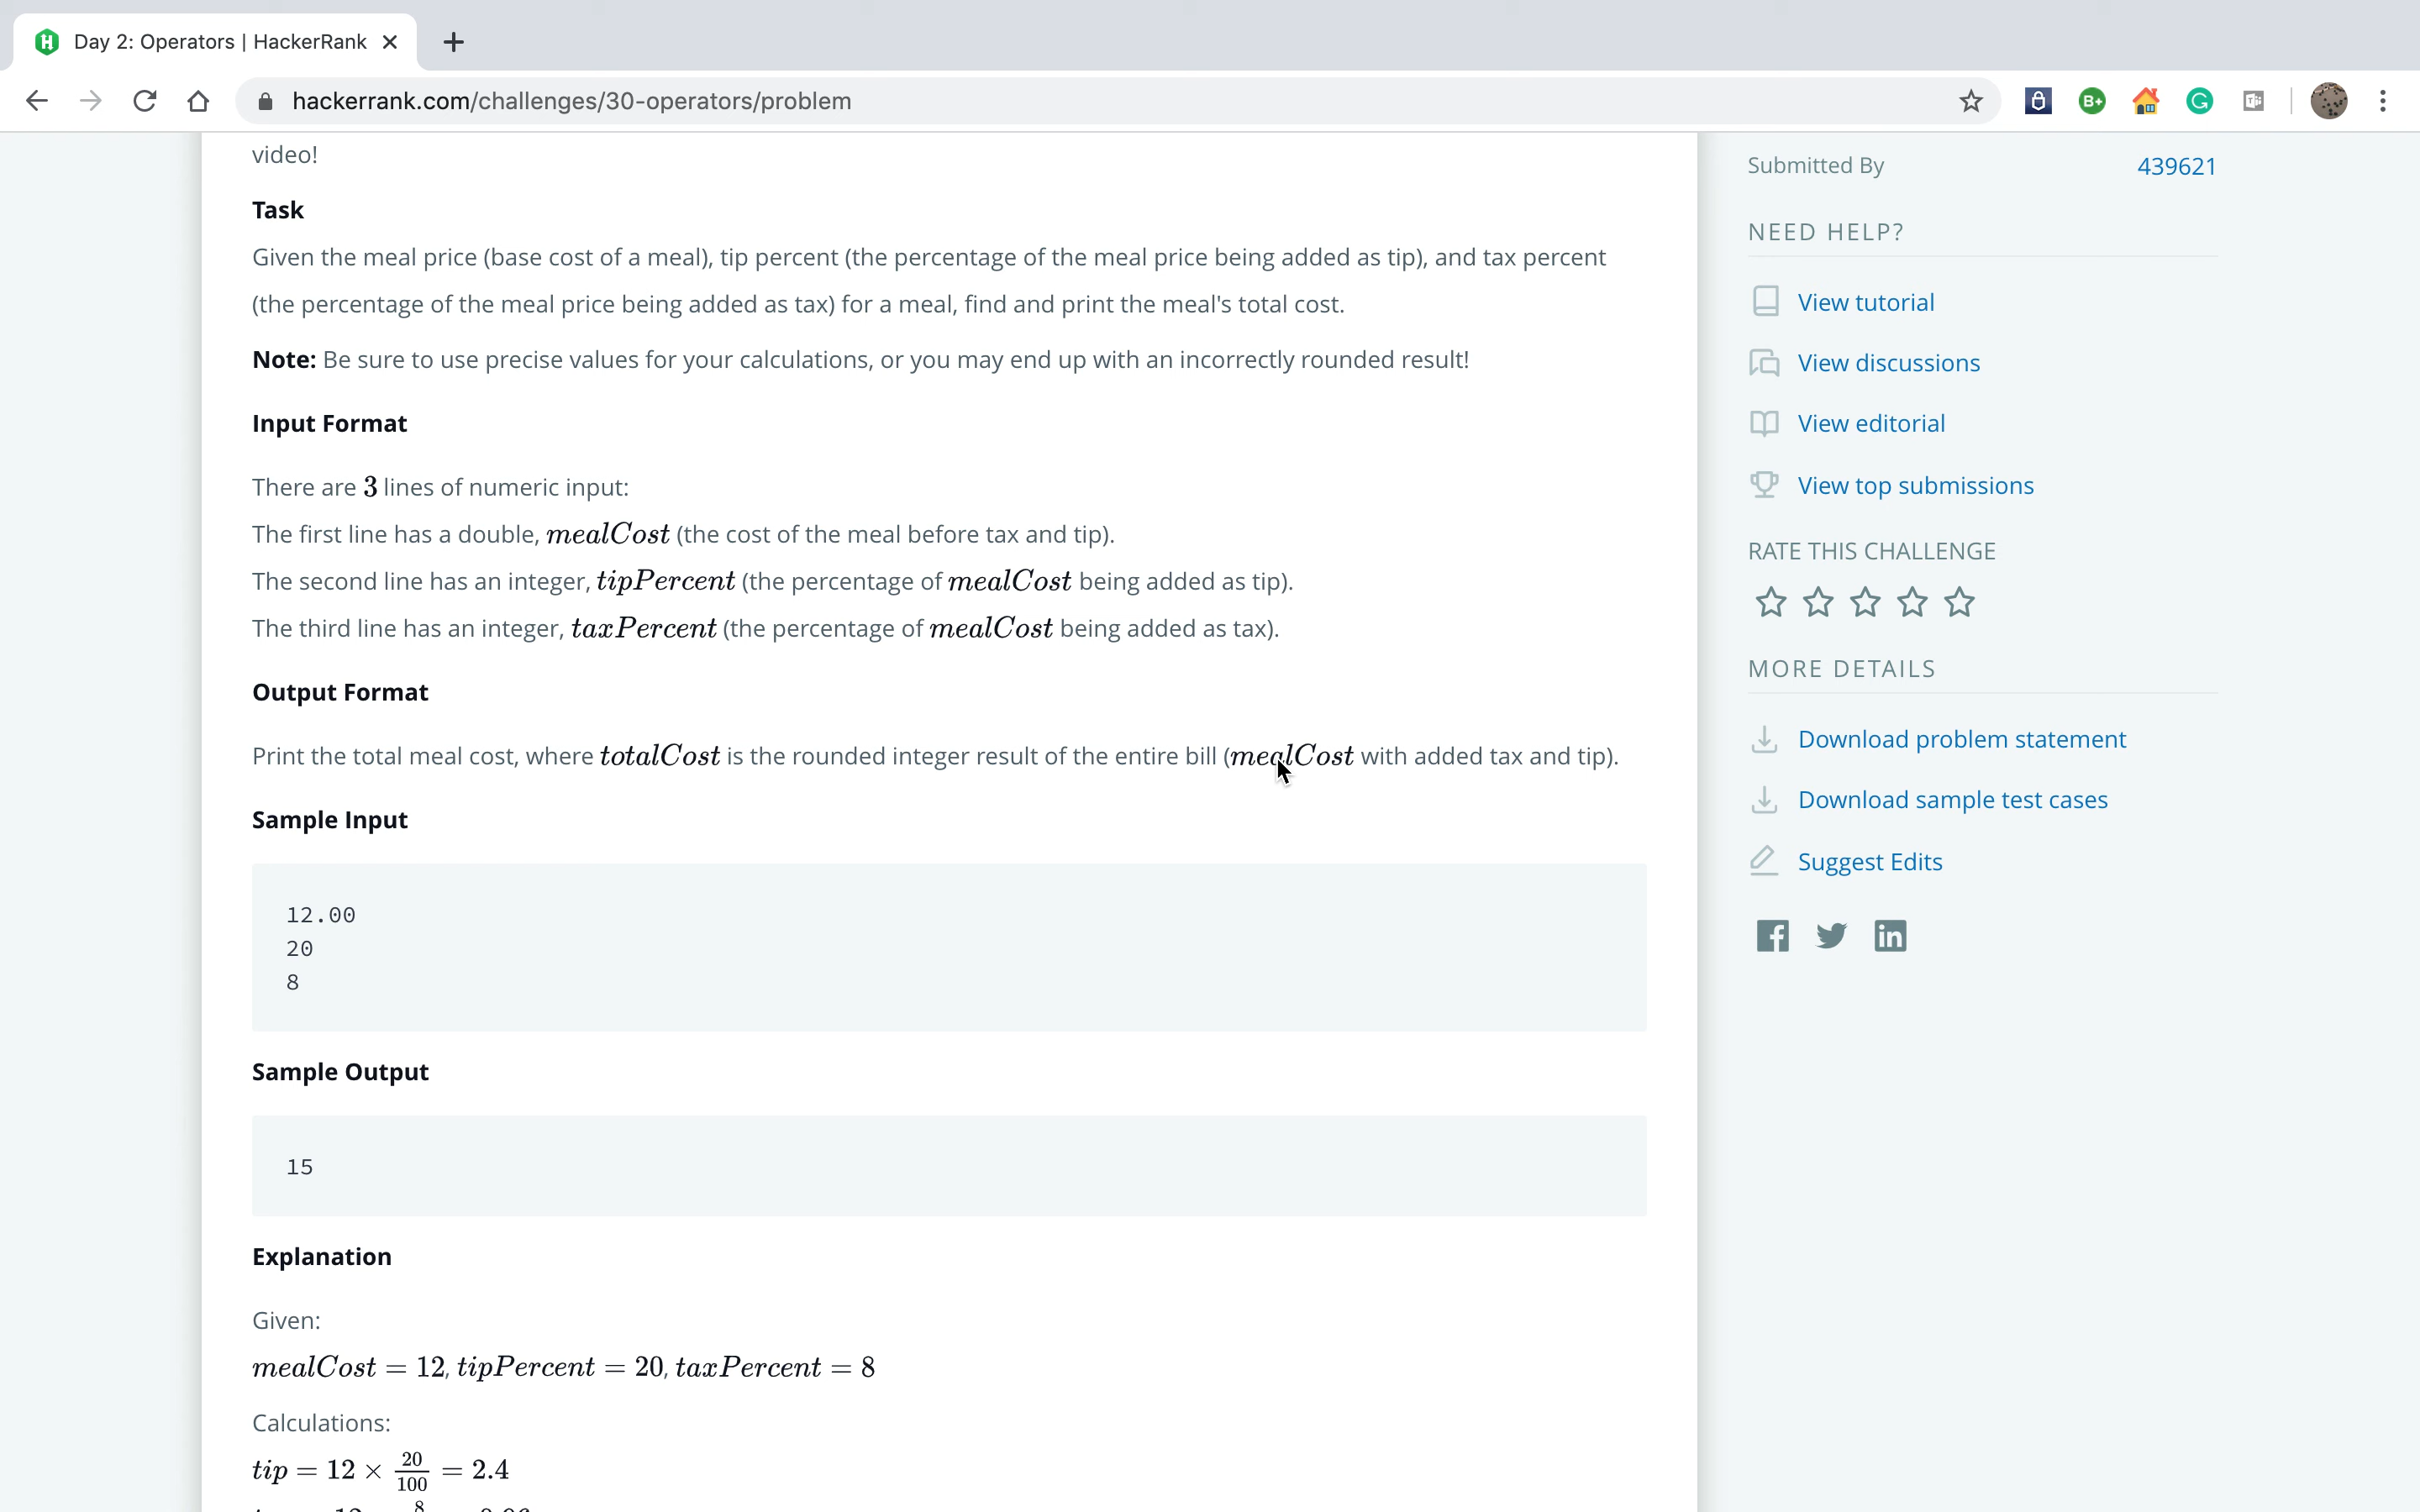 Day 2: Operators | HackerRank
hackerrank.com/challenges/30-operators/problem
video!
Task
Given the meal price (base cost of a meal), tip percent (the percentage of the meal price being added as tip), and tax percent
(the percentage of the meal price being added as tax) for a meal, find and print the meal's total cost.
Note: Be sure to use precise values for your calculations, or you may end up with an incorrectly rounded result!
Input Format
There are 3 lines of numeric input:
The first line has a double, mealCost (the cost of the meal before tax and tip).
The second line has an integer, tipPercent (the percentage of mealCost being added as tip).
The third line has an integer, taxPercent (the percentage of mealCost being added as tax).
Output Format
Print the total meal cost, where totalCost is the rounded integer result of the entire bill (mealCost with added tax and tip).
Sample Input
12.00
20
8
Sample Output
15
Explanation
Given:
mealCost = 12, tipPercent = 20, taxPercent = 8
Calculations:
tip = 12 × 20/100 = 2.4
Submitted By 439621
NEED HELP?
View tutorial
View discussions
View editorial
View top submissions
RATE THIS CHALLENGE
MORE DETAILS
Download problem statement
Download sample test cases
Suggest Edits